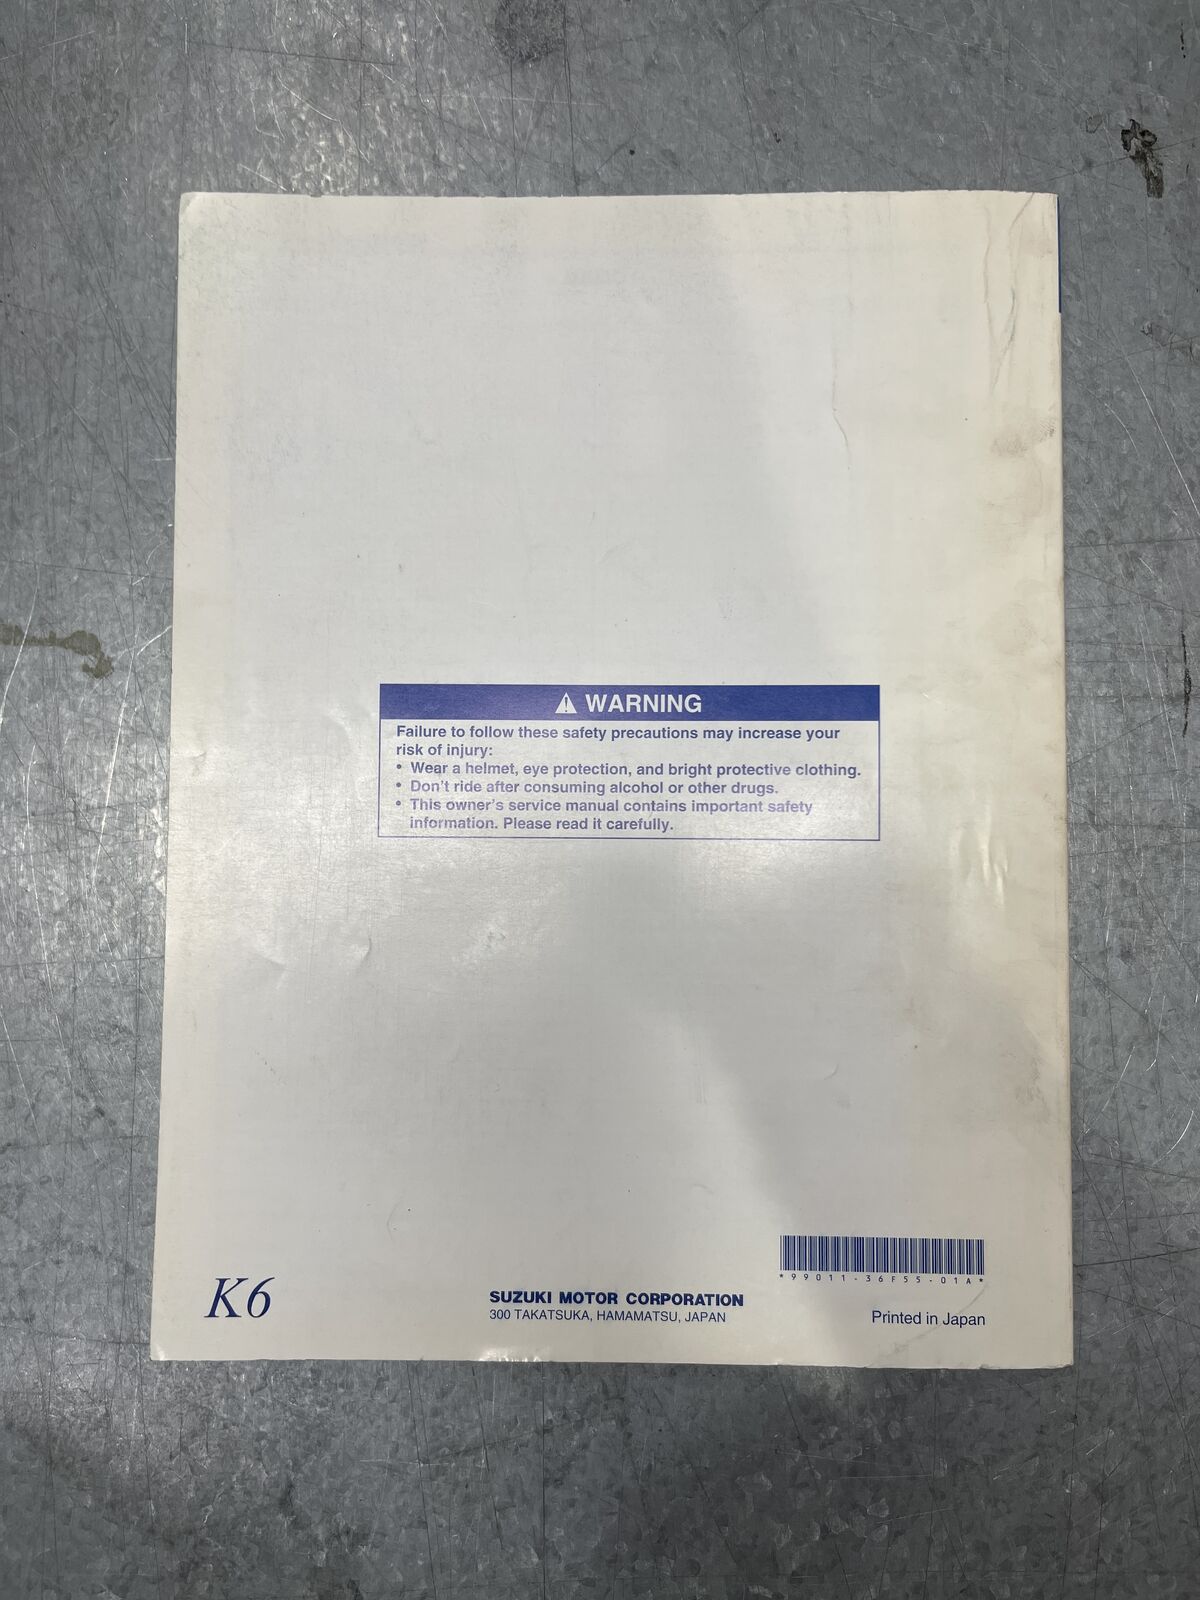 WARNING
Failure to follow these safety precautions may increase your
risk of injury:
• Wear a helmet, eye protection, and bright protective clothing.
• Don't ride after consuming alcohol or other drugs.
• This owner's service manual contains important safety
information. Please read it carefully.
*99011-36F55-01A*
K6
SUZUKI MOTOR CORPORATION
300 TAKATSUKA, HAMAMATSU, JAPAN
Printed in Japan